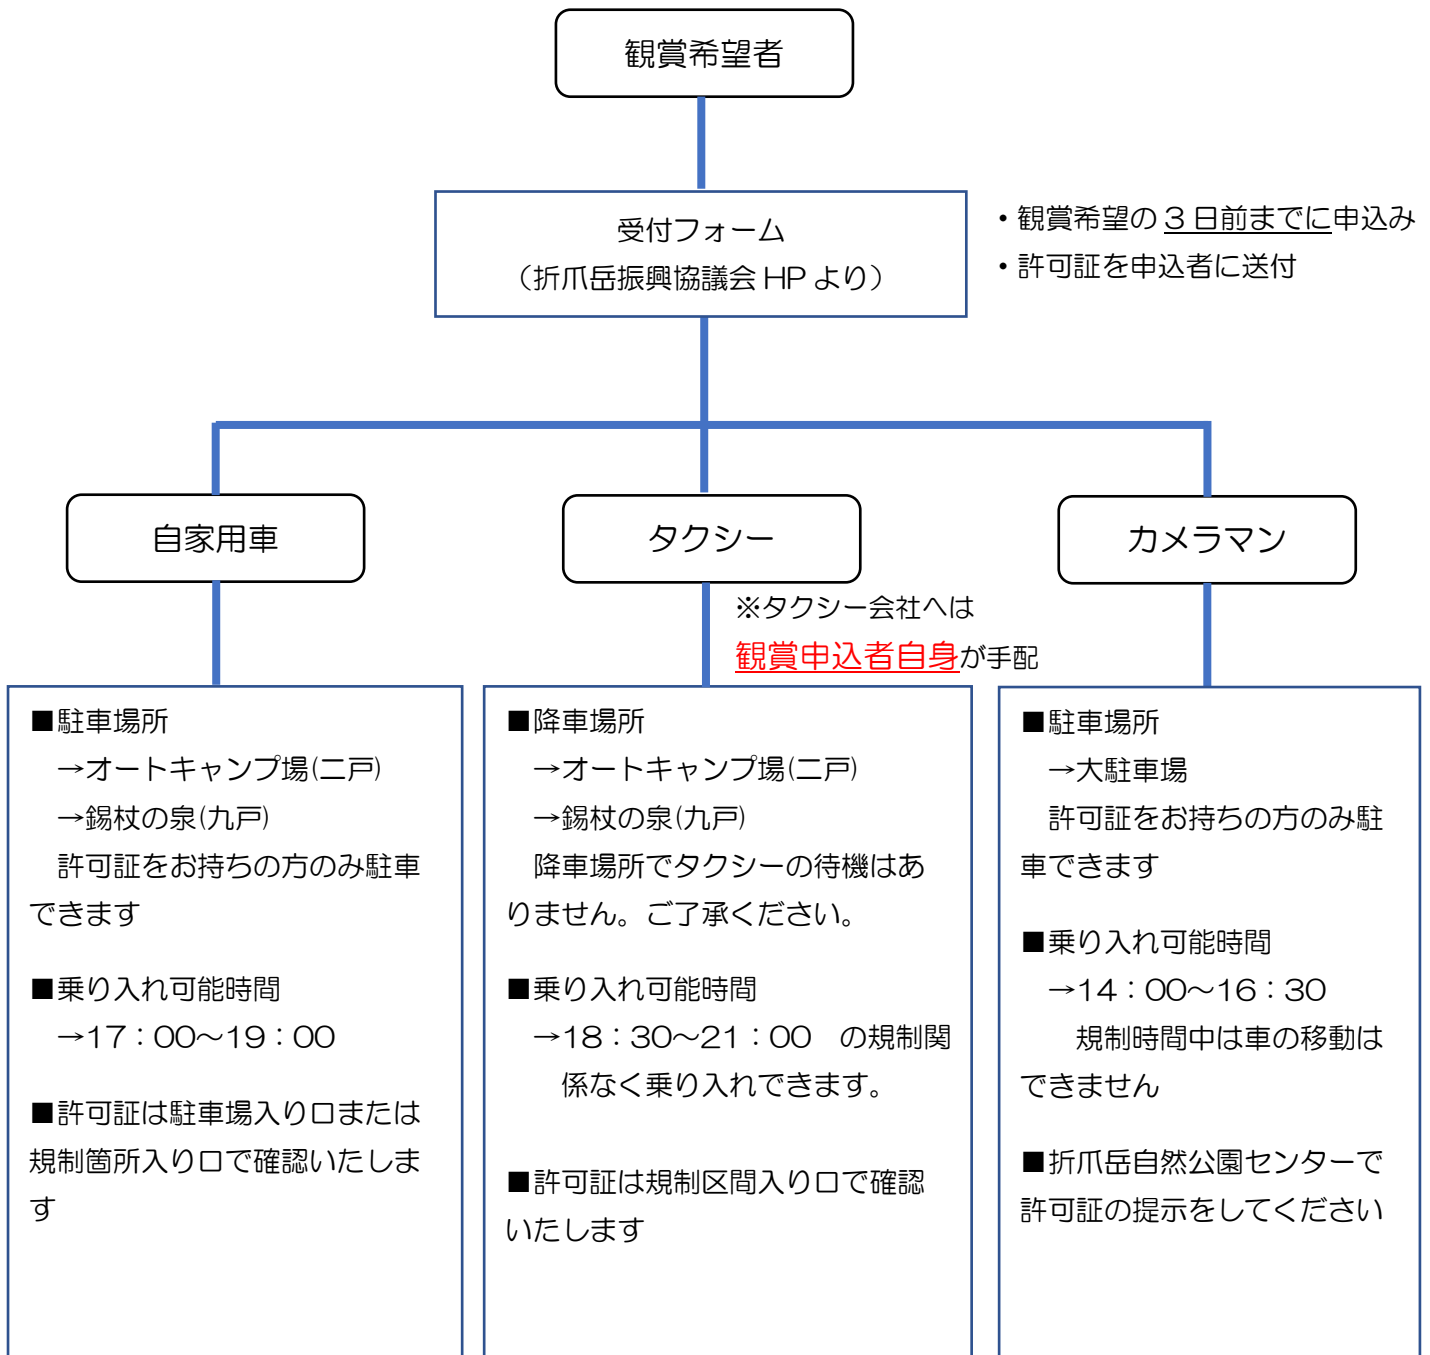 観賞希望者
受付フォーム
（折爪岳振興協議会 HP より）
・観賞希望の 3 日前までに申込み
・許可証を申込者に送付
自家用車
タクシー
カメラマン
※タクシー会社へは
観賞申込者自身が手配
■駐車場所
→オートキャンプ場(二戸)
→錫杖の泉(九戸)
許可証をお持ちの方のみ駐車
できます
■乗り入れ可能時間
→17：00～19：00
■許可証は駐車場入り口または
規制箇所入り口で確認いたしま
す
■降車場所
→オートキャンプ場(二戸)
→錫杖の泉(九戸)
降車場所でタクシーの待機はあ
りません。ご了承ください。
■乗り入れ可能時間
→18：30～21：00　の規制関
係なく乗り入れできます。
■許可証は規制区間入り口で確認
いたします
■駐車場所
→大駐車場
許可証をお持ちの方のみ駐
車できます
■乗り入れ可能時間
→14：00～16：30
規制時間中は車の移動は
できません
■折爪岳自然公園センターで
許可証の提示をしてください